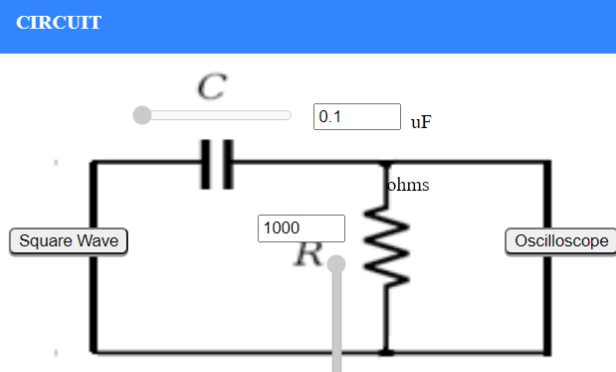 CIRCUIT
C
0.1
uF
ohms
1000
Square Wave
Oscilloscope
R